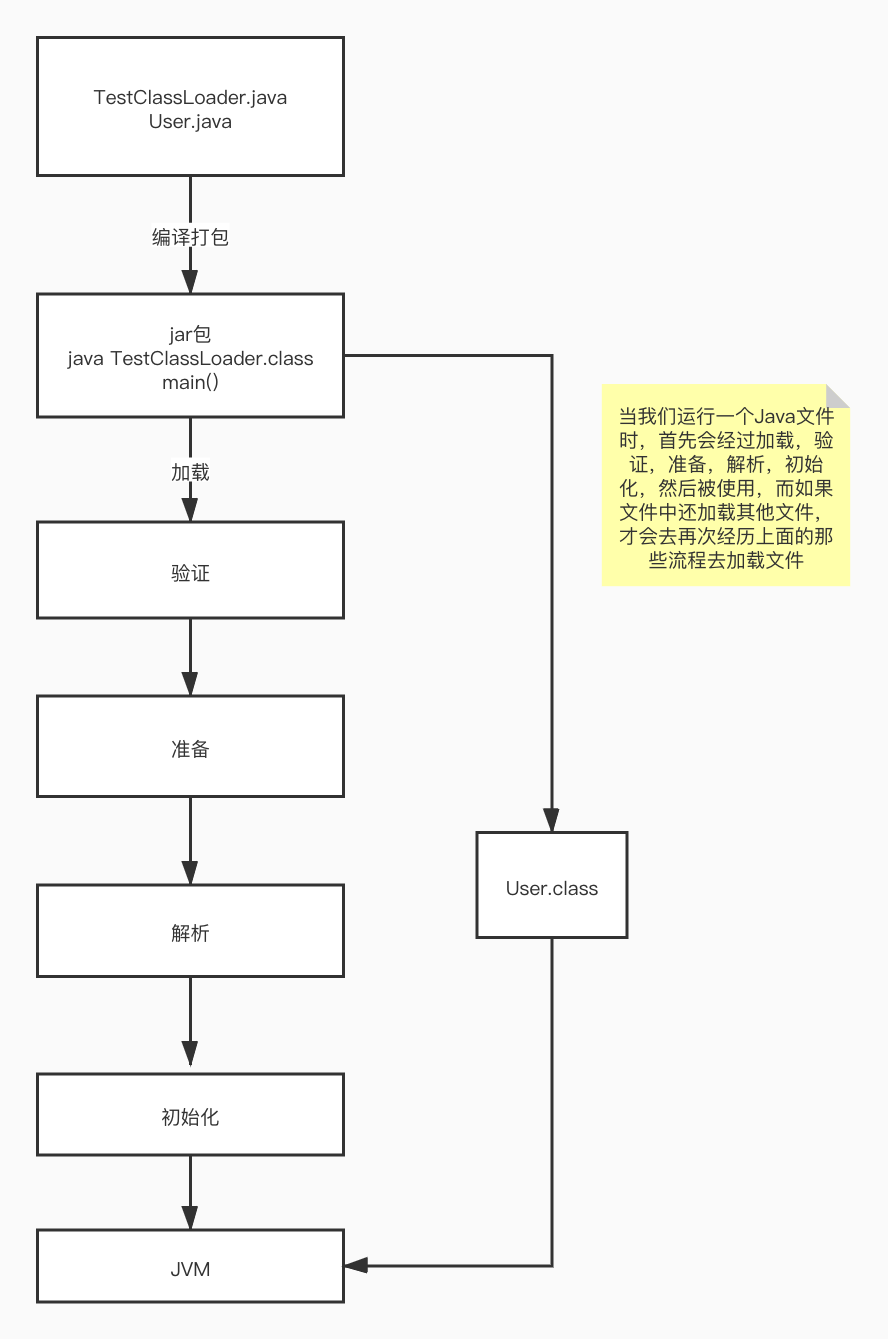 TestClassLoader.java
User.java
编译打包
jar包
java TestClassLoader.class
main()
加载
验证
准备
解析
初始化
JVM
User.class
当我们运行一个Java文件
时，首先会经过加载，验
证，准备，解析，初始
化，然后被使用，而如果
文件中还加载其他文件，
才会去再次经历上面的那
些流程去加载文件